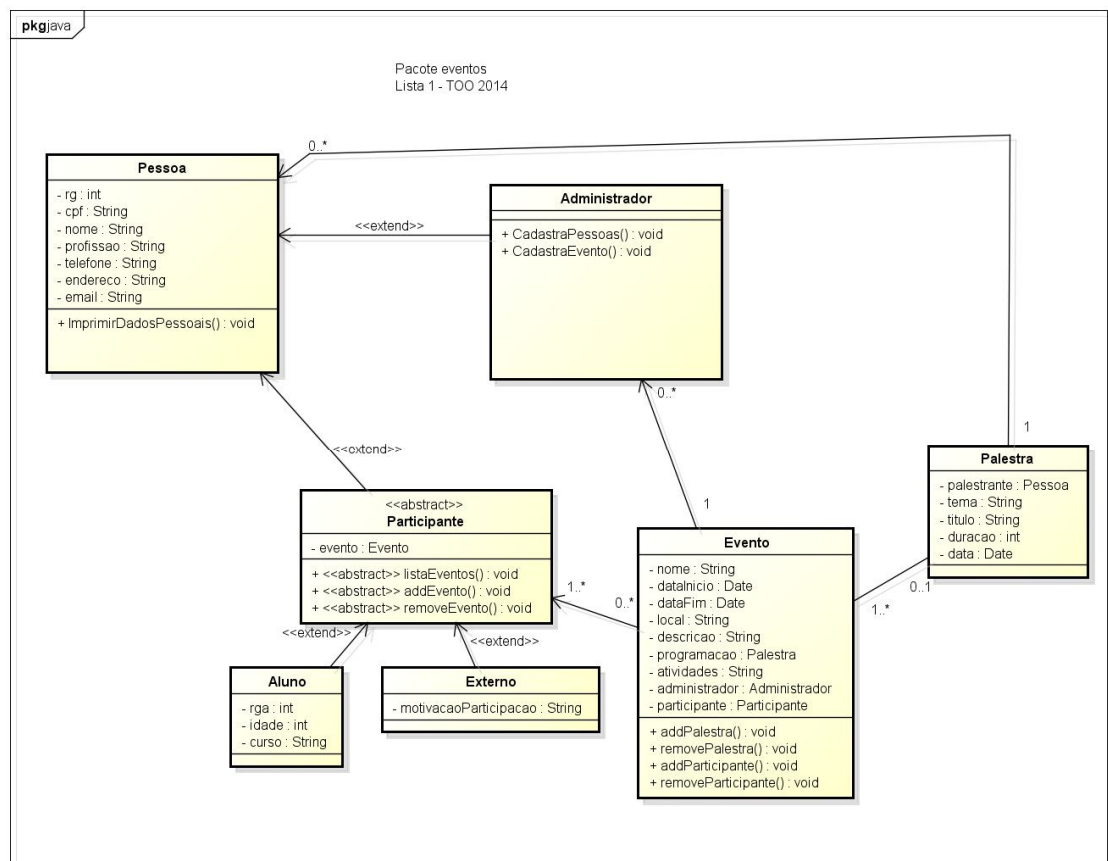 pkg java
Pacote eventos
Lista 1 - TOO 2014
0..*
Pessoa
- rg : int
- cpf : String
- nome : String
- profissao : String
- telefone : String
- endereco : String
- email : String
+ ImprimirDadosPessoais() : void
<<extend>>
Administrador
+ CadastraPessoas() : void
+ CadastraEvento() : void
0..*
1
1
Palestra
- palestrante : Pessoa
- tema : String
- titulo : String
- duracao : int
- data : Date
<<extend>>
<<abstract>>
Participante
- evento : Evento
+ <<abstract>> listaEventos() : void
+ <<abstract>> addEvento() : void
+ <<abstract>> removeEvento() : void
1..*
0..*
Evento
- nome : String
- dataInicio : Date
- dataFim : Date
- local : String
- descricao : String
- programacao : Palestra
- atividades : String
- administrador : Administrador
- participante : Participante
+ addPalestra() : void
+ removePalestra() : void
+ addParticipante() : void
+ removeParticipante() : void
0..1
1..*
<<extend>>
<<extend>>
Aluno
- rga : int
- idade : int
- curso : String
Externo
- motivacaoParticipacao : String